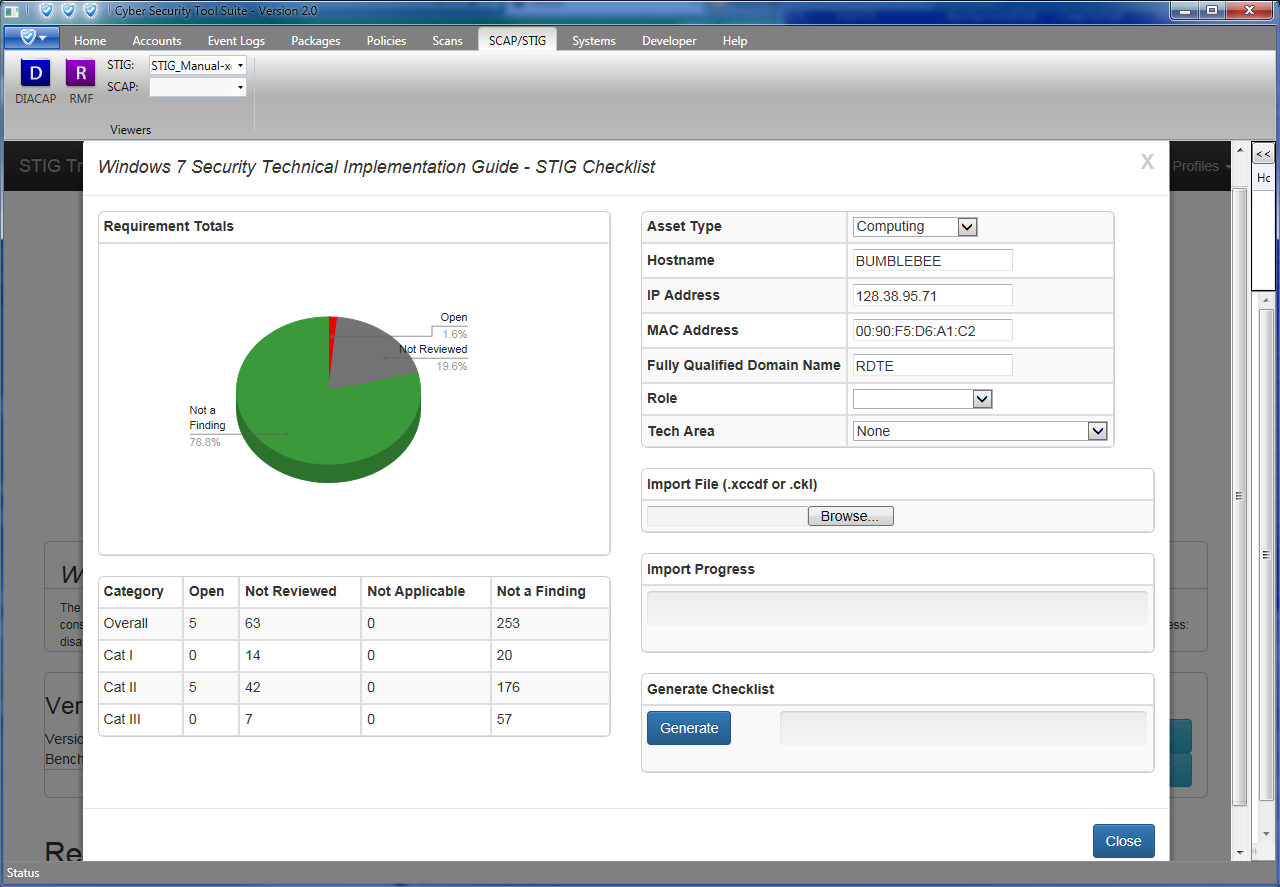 Cyber Security Tool Suite - Version 2.0
Home Accounts Event Logs Packages Policies Scans SCAP/STIG Systems Developer Help
D R STIG: STIG_Manual-x
DIACAP RMF SCAP:
Viewers
STIG Tr
Profiles
<<
Hc
Windows 7 Security Technical Implementation Guide - STIG Checklist
X
Requirement Totals
Open
1.6%
Not Reviewed
19.6%
Not a
Finding
78.8%
Category Open Not Reviewed Not Applicable Not a Finding
Overall 5 63 0 253
Cat I 0 14 0 20
Cat II 5 42 0 176
Cat III 0 7 0 57
Asset Type Computing
Hostname BUMBLEBEE
IP Address 128.38.95.71
MAC Address 00:90:F5:D6:A1:C2
Fully Qualified Domain Name RDTE
Role
Tech Area None
Import File (.xccdf or .ckl)
Browse...
Import Progress
Generate Checklist
Generate
Close
W
The
cons
disa
ess:
Ver
Versio
Bench
Re
Status